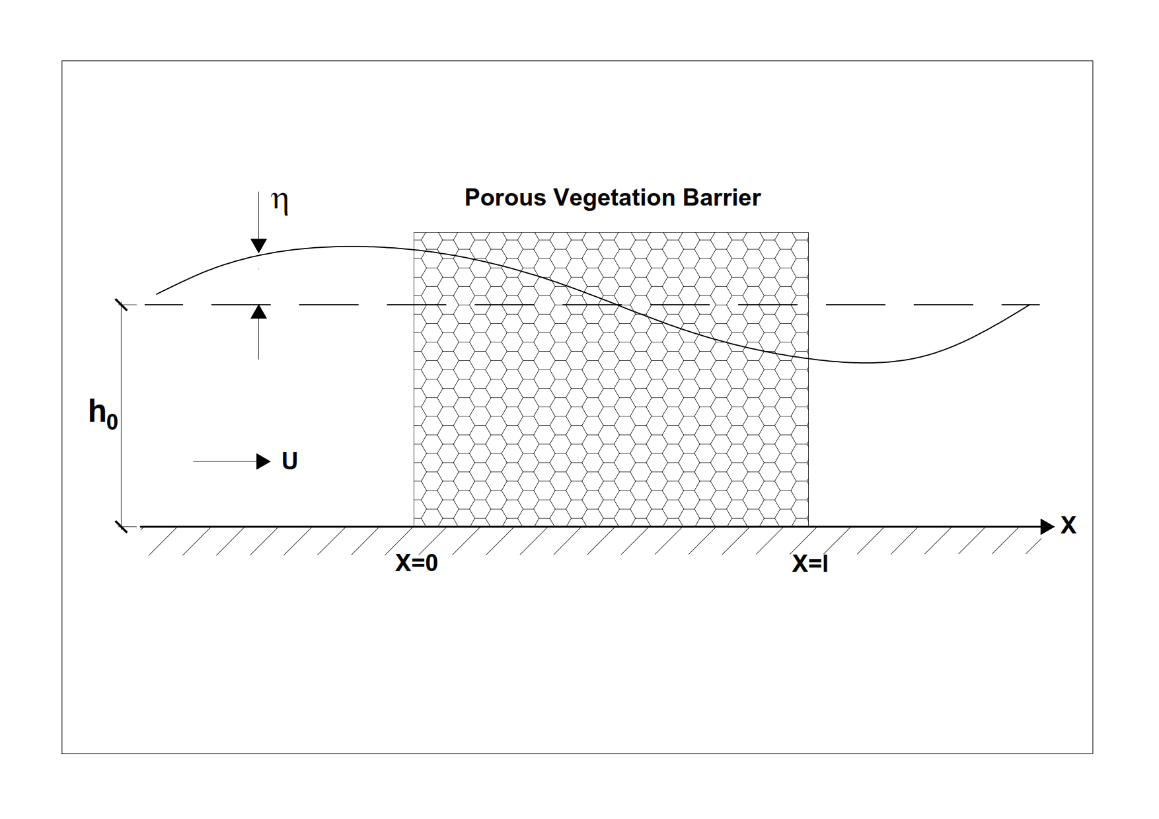 Porous Vegetation Barrier
η
h₀
U
X
X=0
X=l